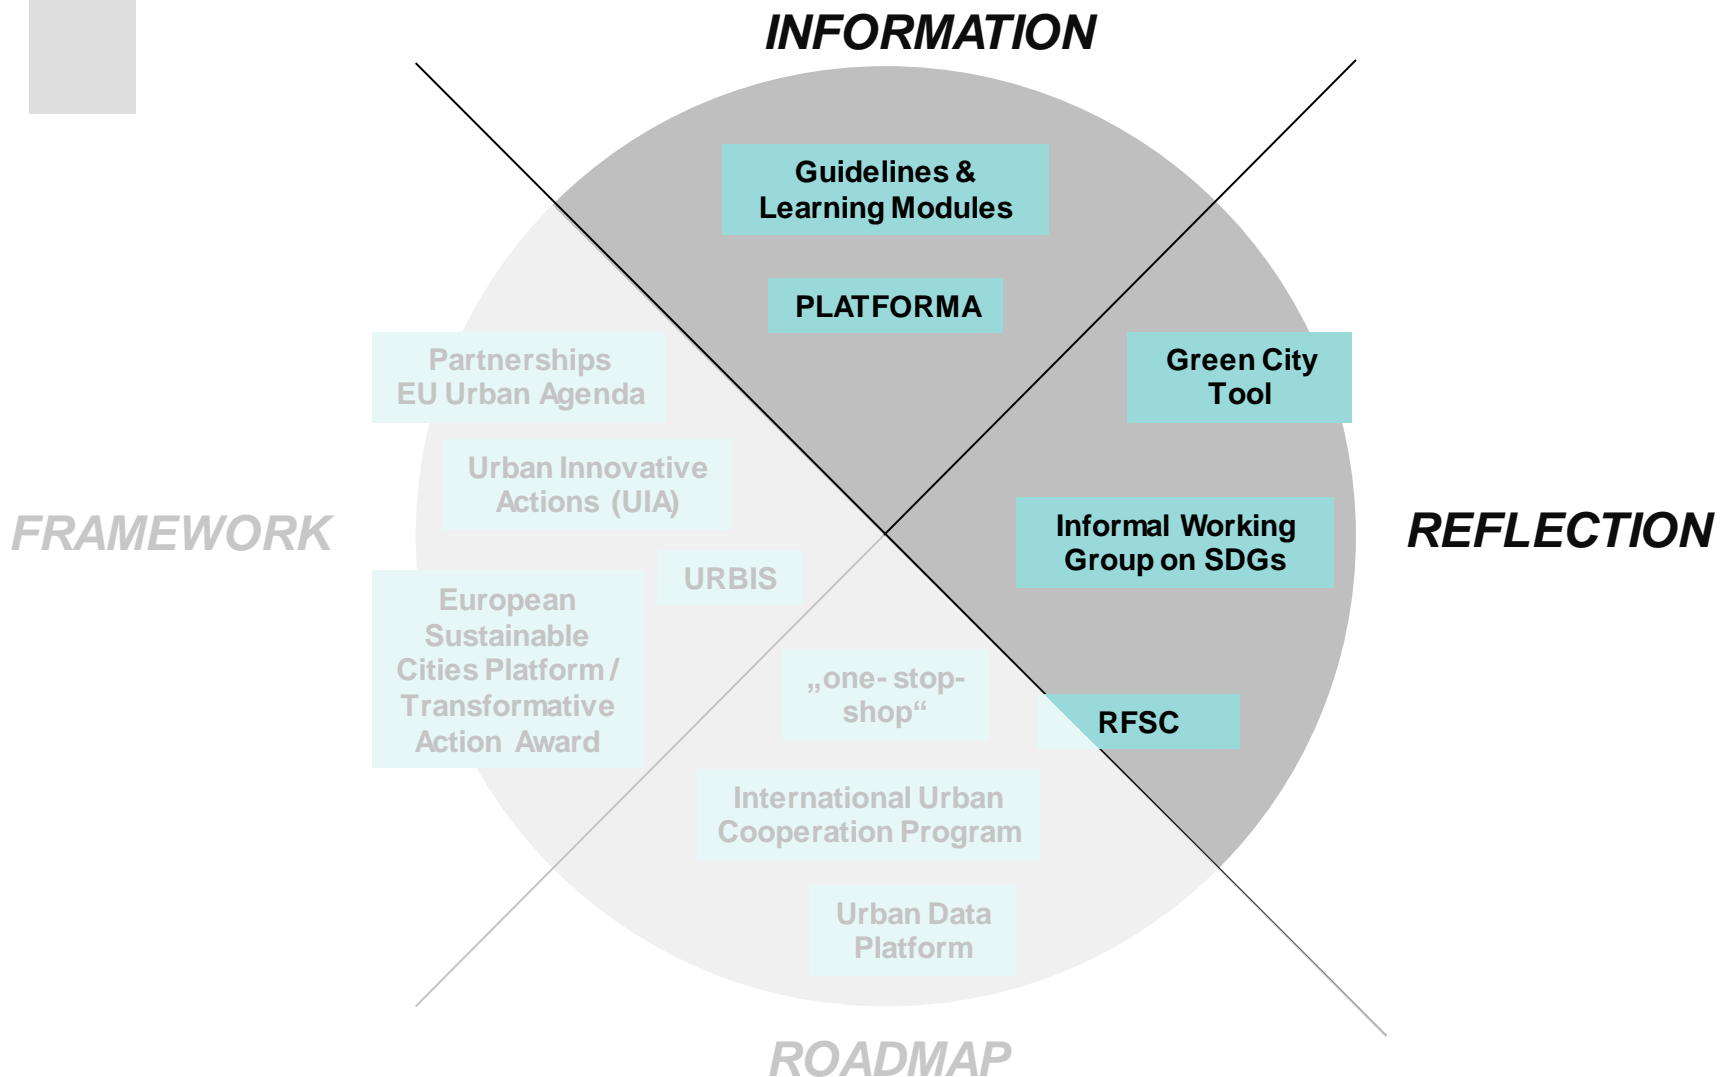 INFORMATION
Guidelines &
Learning Modules
PLATFORMA
Partnerships
EU Urban Agenda
Green City
Tool
Urban Innovative
Actions (UIA)
FRAMEWORK
Informal Working
Group on SDGs
REFLECTION
URBIS
European
Sustainable
Cities Platform /
Transformative
Action Award
„one- stop-
shop“
RFSC
International Urban
Cooperation Program
Urban Data
Platform
ROADMAP